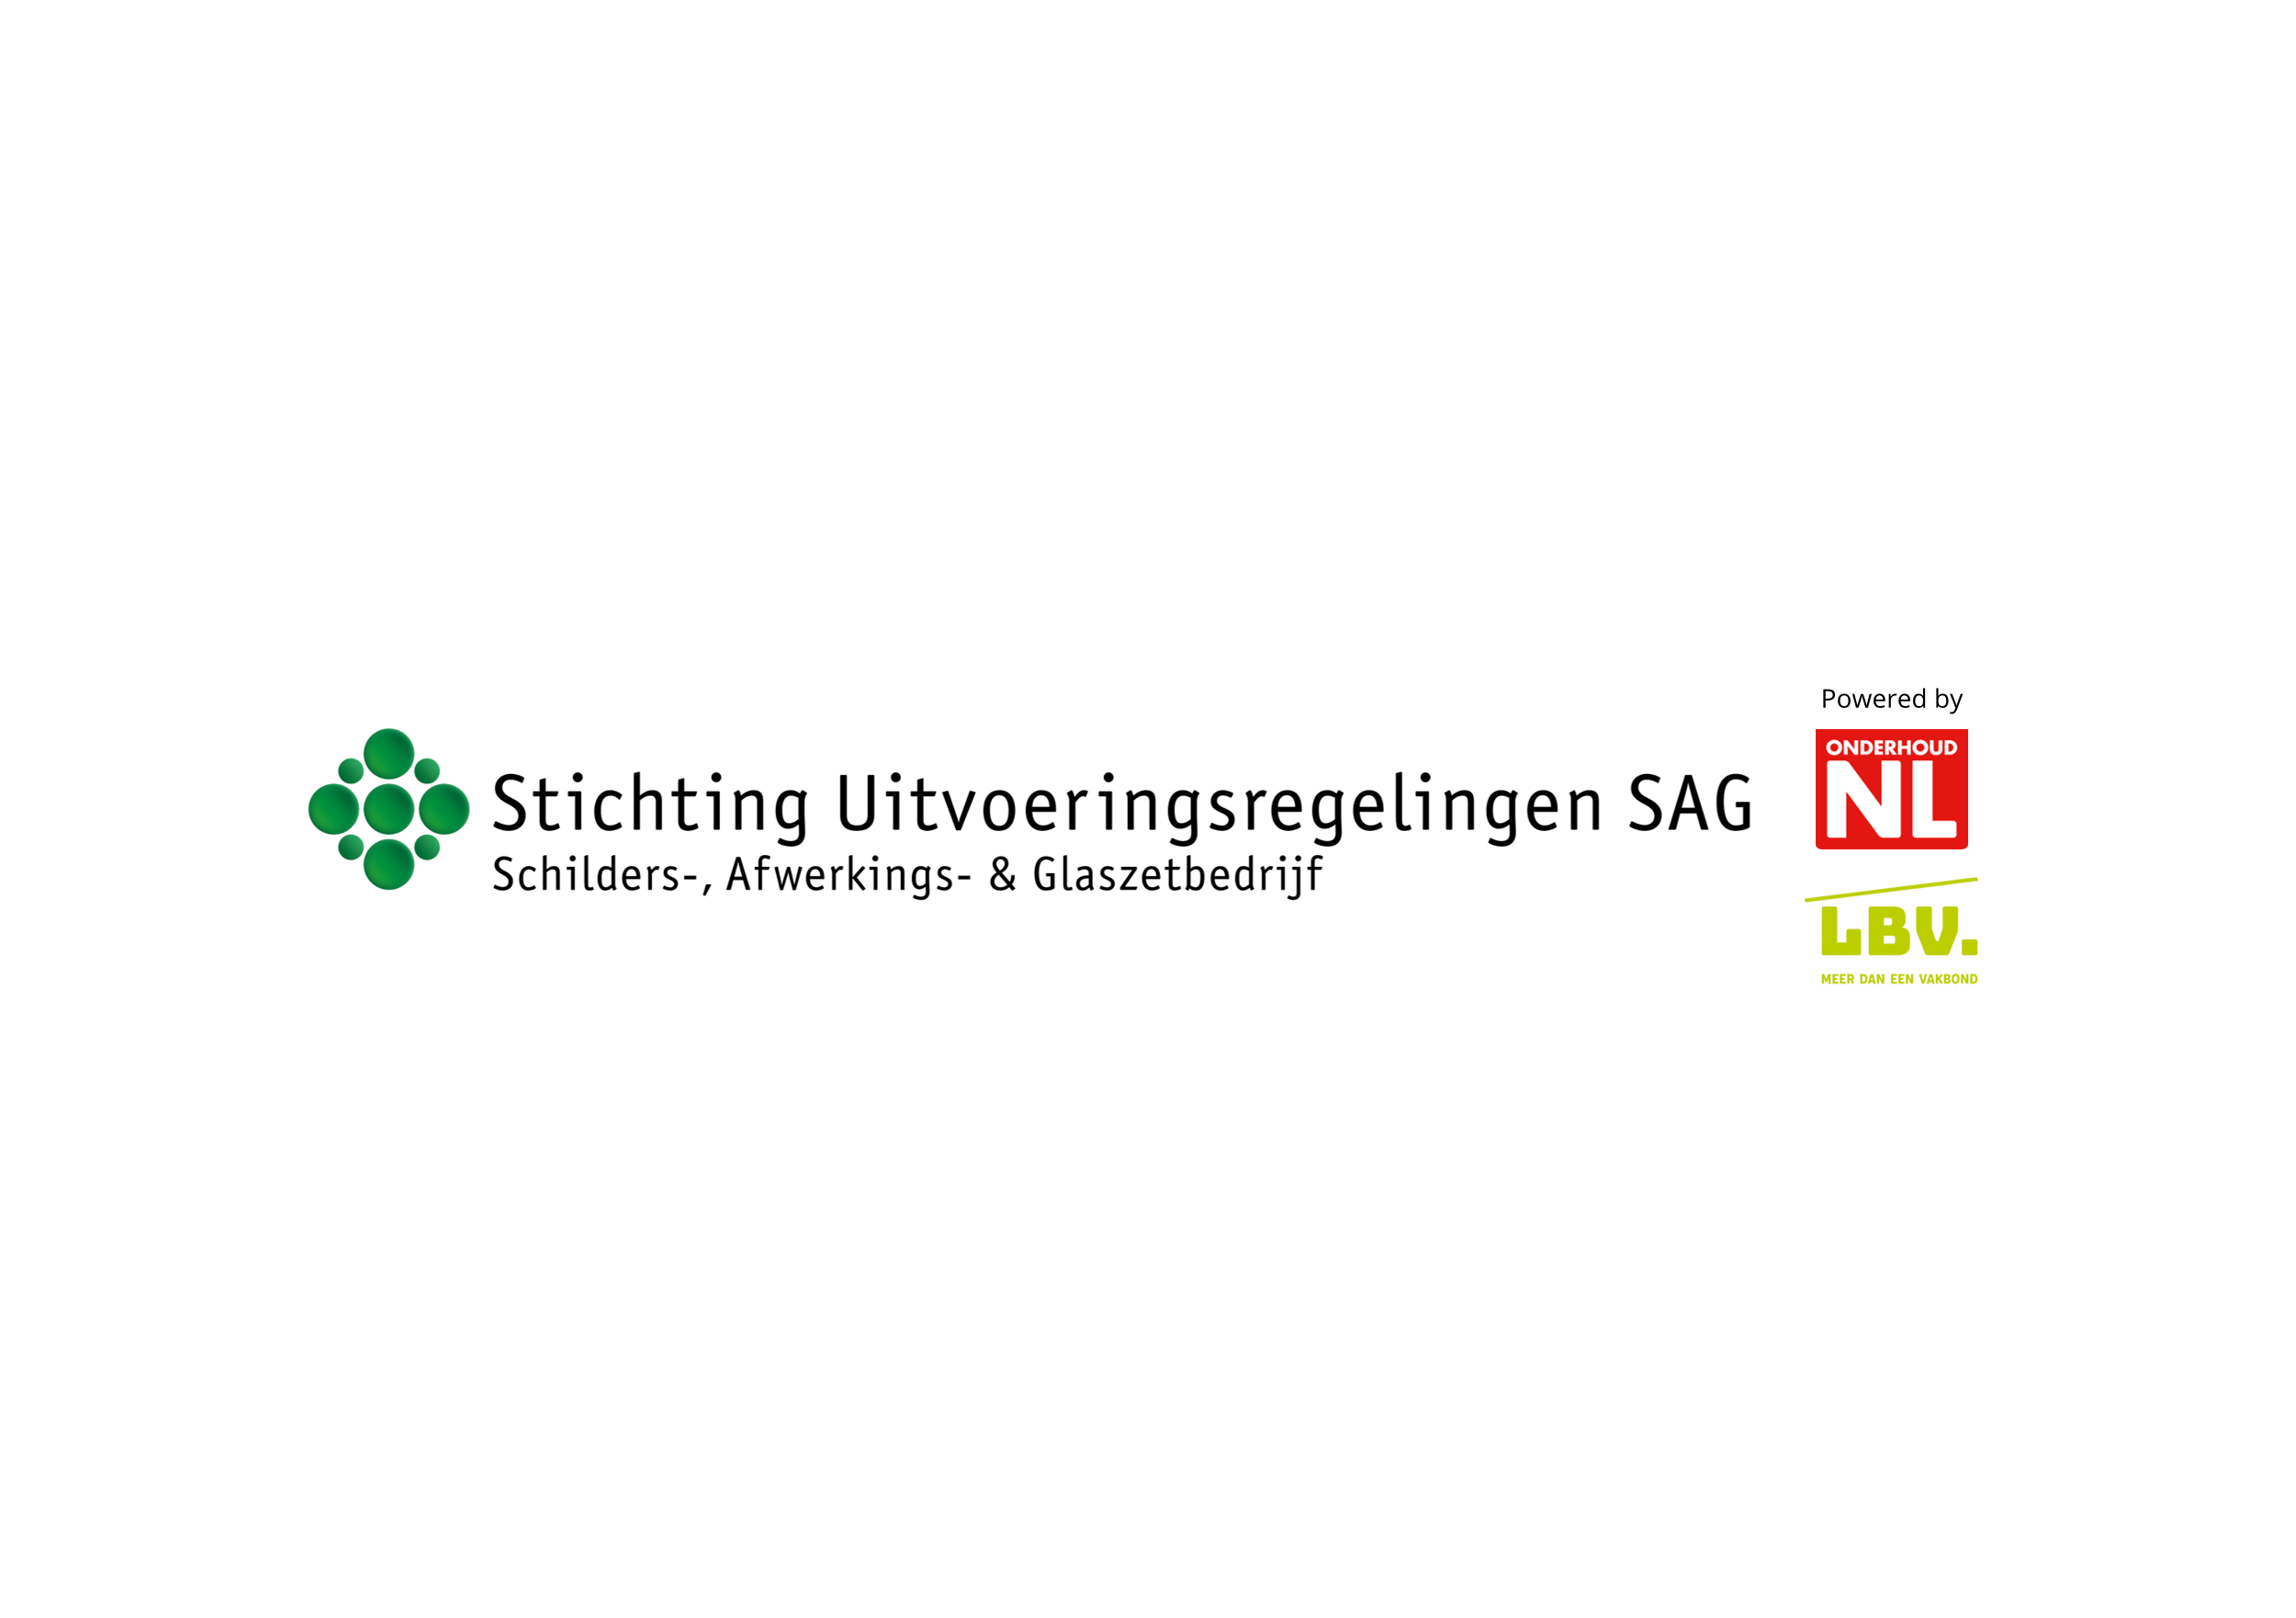 Powered by
ONDERHOUD
NL
Stichting Uitvoeringsregelingen SAG
Schilders-, Afwerkings- & Glaszetbedrijf
LBV.
MEER DAN EEN VAKBOND